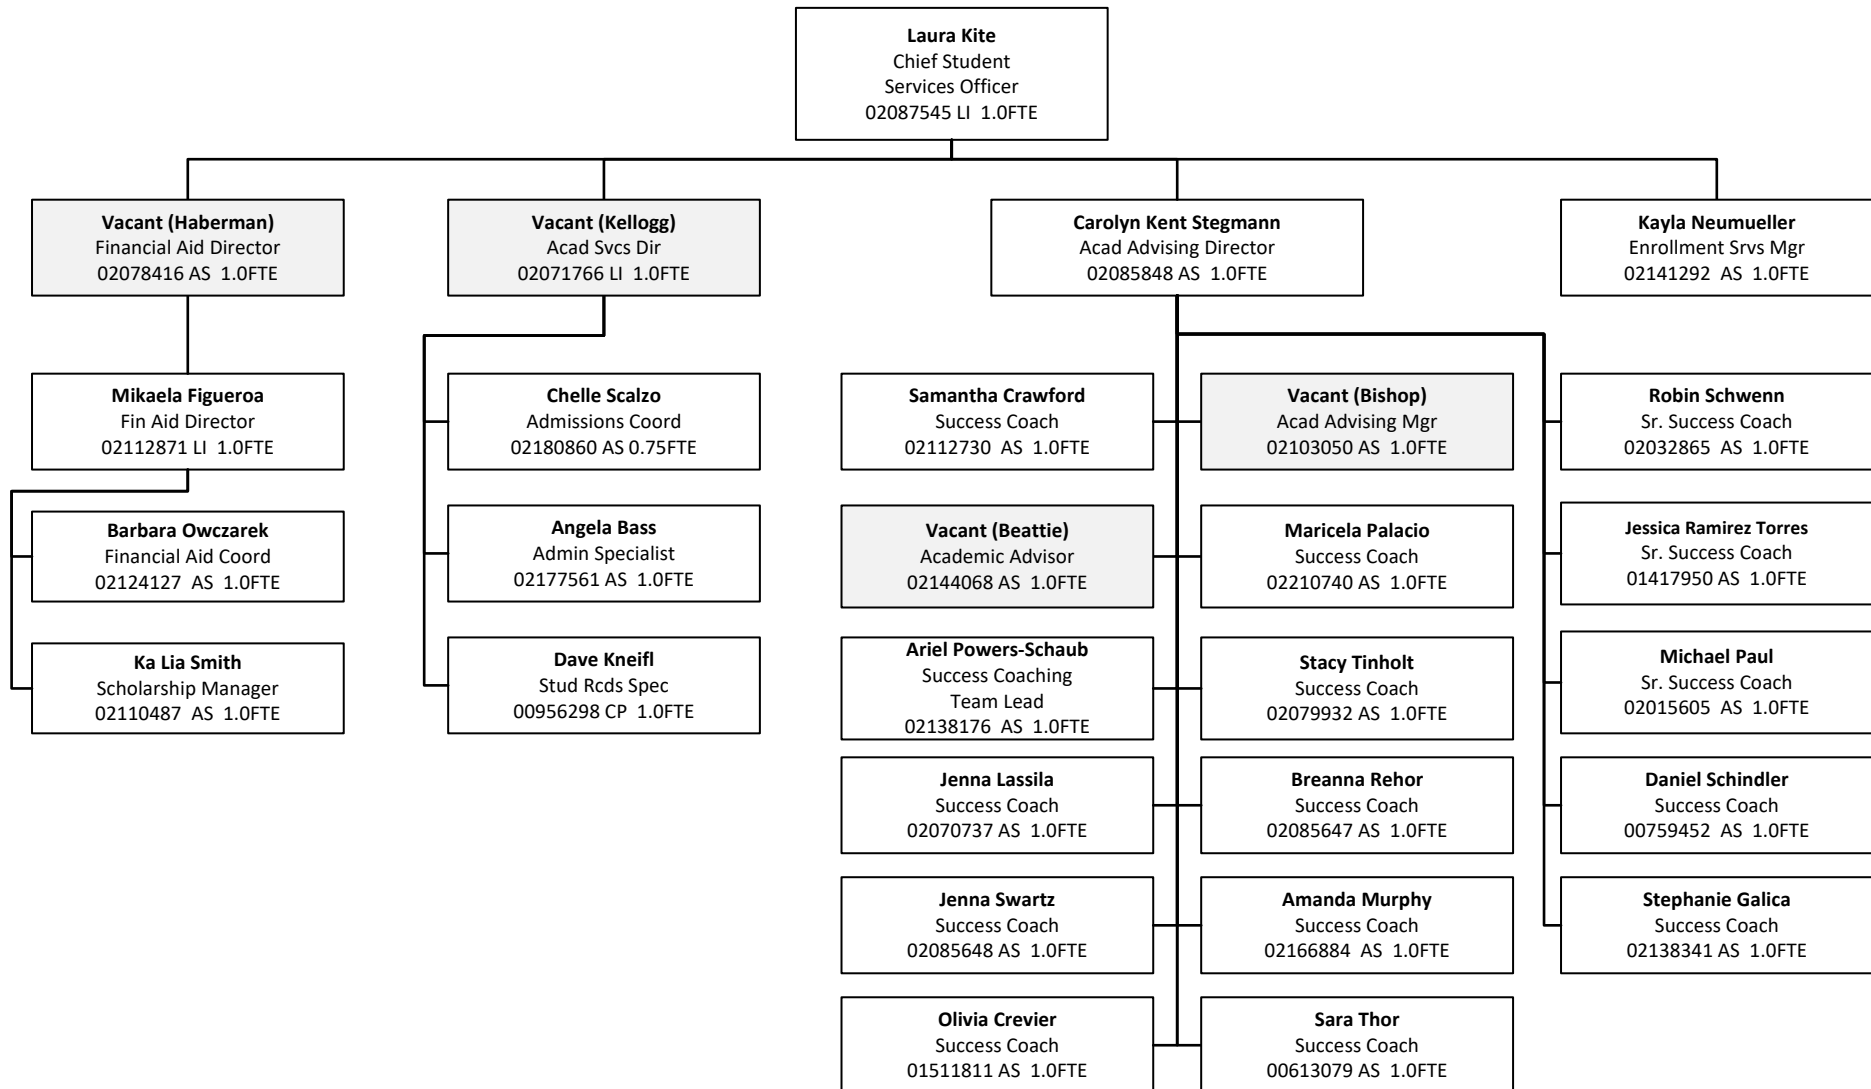 Laura Kite
Chief Student
Services Officer
02087545 LI 1.0FTE
Vacant (Haberman)
Financial Aid Director
02078416 AS 1.0FTE
Vacant (Kellogg)
Acad Svcs Dir
02071766 LI 1.0FTE
Carolyn Kent Stegmann
Acad Advising Director
02085848 AS 1.0FTE
Kayla Neumueller
Enrollment Srvs Mgr
02141292 AS 1.0FTE
Mikaela Figueroa
Fin Aid Director
02112871 LI 1.0FTE
Chelle Scalzo
Admissions Coord
02180860 AS 0.75FTE
Samantha Crawford
Success Coach
02112730 AS 1.0FTE
Vacant (Bishop)
Acad Advising Mgr
02103050 AS 1.0FTE
Robin Schwenn
Sr. Success Coach
02032865 AS 1.0FTE
Barbara Owczarek
Financial Aid Coord
02124127 AS 1.0FTE
Angela Bass
Admin Specialist
02177561 AS 1.0FTE
Vacant (Beattie)
Academic Advisor
02144068 AS 1.0FTE
Maricela Palacio
Success Coach
02210740 AS 1.0FTE
Jessica Ramirez Torres
Sr. Success Coach
01417950 AS 1.0FTE
Ka Lia Smith
Scholarship Manager
02110487 AS 1.0FTE
Dave Kneifl
Stud Rcds Spec
00956298 CP 1.0FTE
Ariel Powers-Schaub
Success Coaching
Team Lead
02138176 AS 1.0FTE
Stacy Tinholt
Success Coach
02079932 AS 1.0FTE
Michael Paul
Sr. Success Coach
02015605 AS 1.0FTE
Jenna Lassila
Success Coach
02070737 AS 1.0FTE
Breanna Rehor
Success Coach
02085647 AS 1.0FTE
Daniel Schindler
Success Coach
00759452 AS 1.0FTE
Jenna Swartz
Success Coach
02085648 AS 1.0FTE
Amanda Murphy
Success Coach
02166884 AS 1.0FTE
Stephanie Galica
Success Coach
02138341 AS 1.0FTE
Olivia Crevier
Success Coach
01511811 AS 1.0FTE
Sara Thor
Success Coach
00613079 AS 1.0FTE